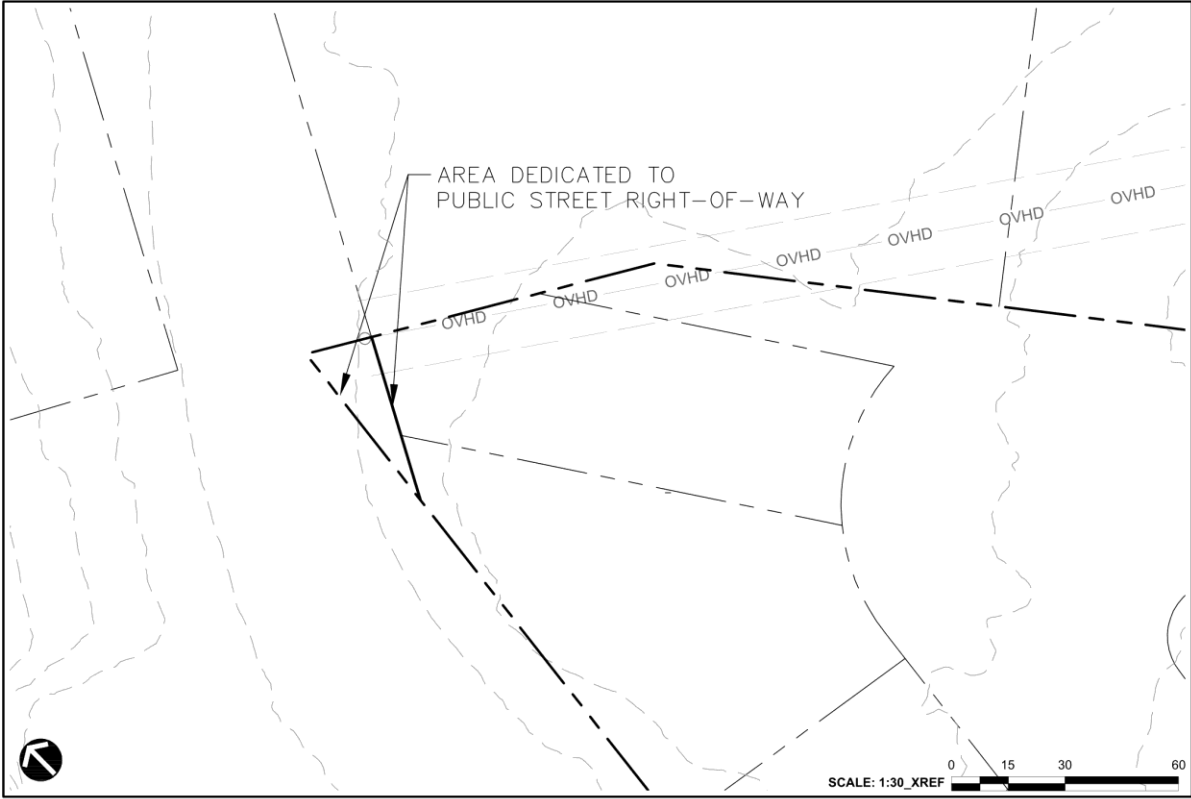 AREA DEDICATED TO
PUBLIC STREET RIGHT-OF-WAY
OVHD
OVHD
OVHD
OVHD
OVHD
OVHD
OVHD
0 15 30 60
SCALE: 1:30_XREF